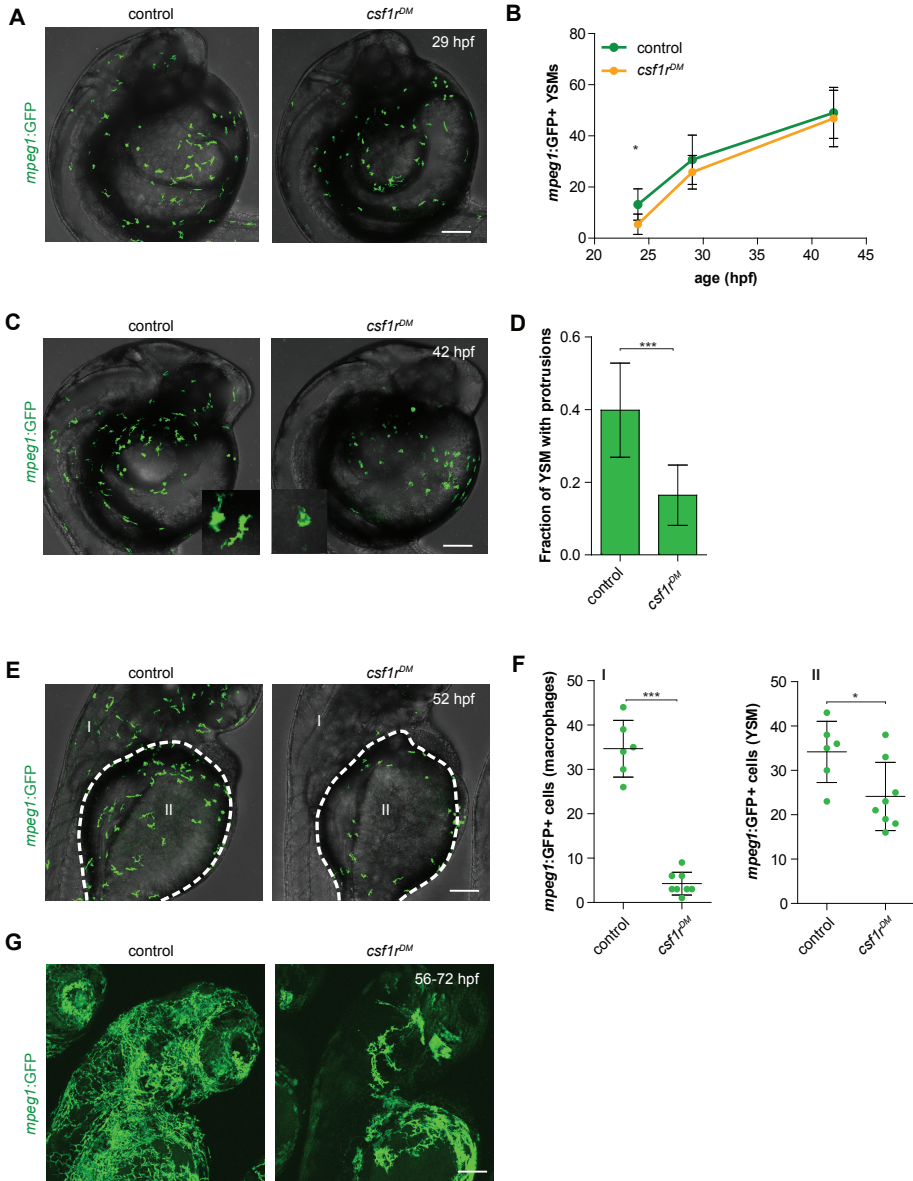 A
control
csf1rDM
29 hpf
mpeg1:GFP
B
control
csf1rDM
mpeg1:GFP+ YSMs
80
60
40
20
0
*
20 25 30 35 40 45
age (hpf)
C
control
csf1rDM
42 hpf
mpeg1:GFP
D
Fraction of YSM with protrusions
0.6
0.4
0.2
0.0
***
control
csf1rDM
E
control
csf1rDM
52 hpf
I
II
I
II
mpeg1:GFP
F
I
***
mpeg1:GFP+ cells (macrophages)
50
40
30
20
10
0
control
csf1rDM
II
*
mpeg1:GFP+ cells (YSM)
50
40
30
20
10
0
control
csf1rDM
G
control
csf1rDM
56-72 hpf
mpeg1:GFP